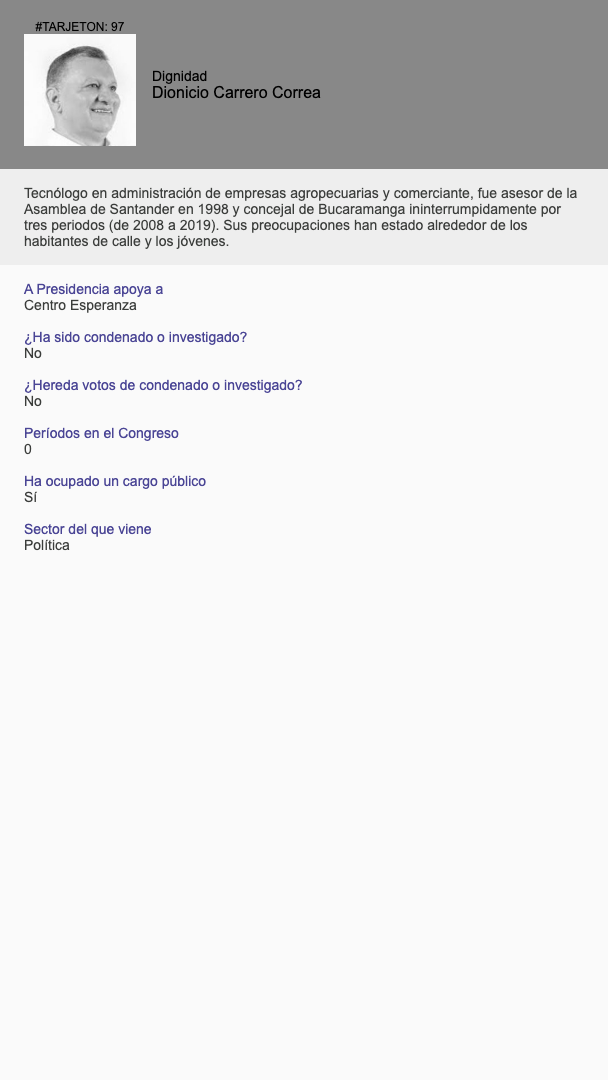 #TARJETON: 97
Dignidad
Dionicio Carrero Correa
Tecnólogo en administración de empresas agropecuarias y comerciante, fue asesor de la
Asamblea de Santander en 1998 y concejal de Bucaramanga ininterrumpidamente por
tres periodos (de 2008 a 2019). Sus preocupaciones han estado alrededor de los
habitantes de calle y los jóvenes.
A Presidencia apoya a
Centro Esperanza
¿Ha sido condenado o investigado?
No
¿Hereda votos de condenado o investigado?
No
Períodos en el Congreso
0
Ha ocupado un cargo público
Sí
Sector del que viene
Política